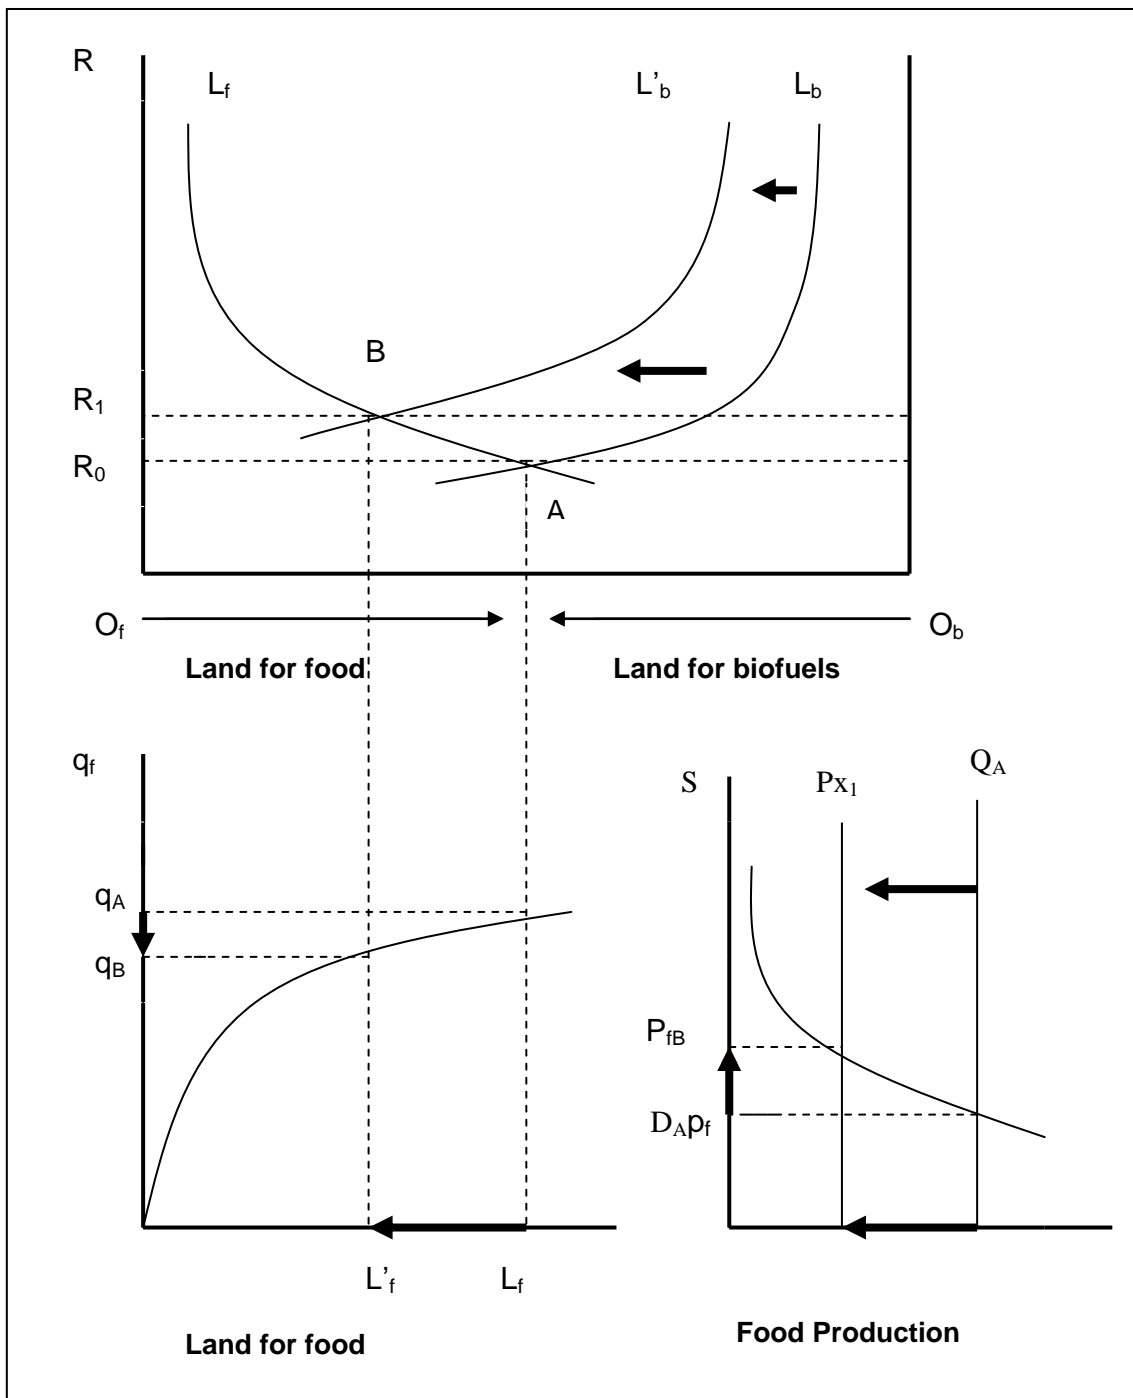 R
L_f
L’_b
L_b
B
R_1
R_0
A
O_f
O_b
Land for food
Land for biofuels
q_f
q_A
q_B
L’_f
L_f
Land for food
S
Px_1
Q_A
P_fB
D_Ap_f
Food Production